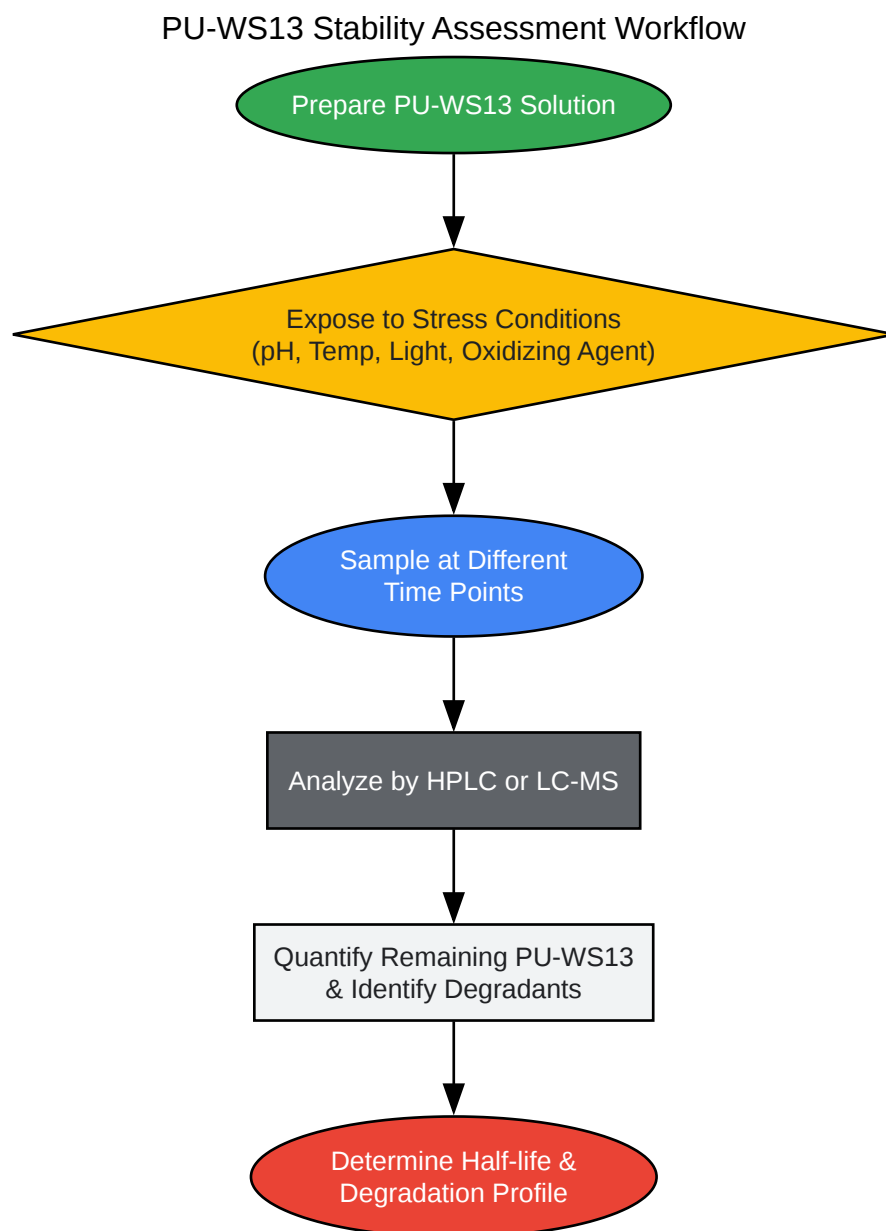 PU-WS13 Stability Assessment Workflow
Prepare PU-WS13 Solution
Expose to Stress Conditions
(pH, Temp, Light, Oxidizing Agent)
Sample at Different
Time Points
Analyze by HPLC or LC-MS
Quantify Remaining PU-WS13
& Identify Degradants
Determine Half-life &
Degradation Profile